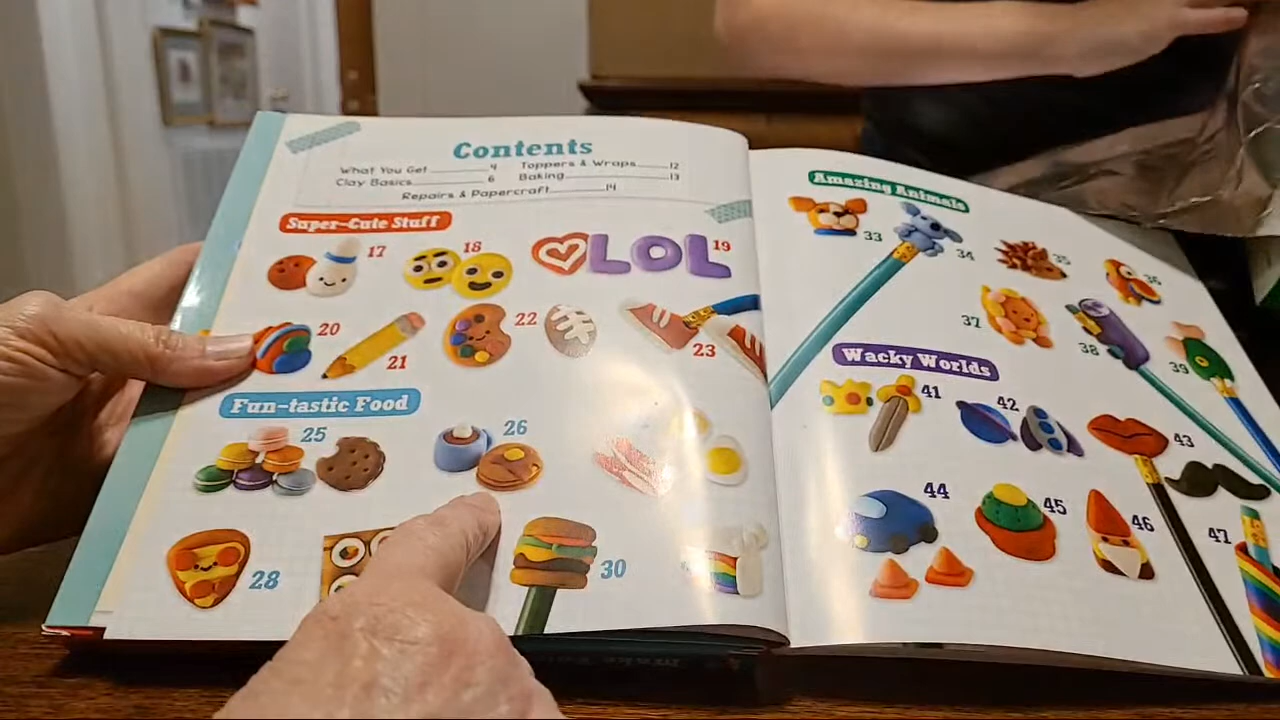 Contents
What You Get 4
Clay Basics 6
Toppers & Wraps 12
Baking 13
Repairs & Papercraft 14
Super-Cute Stuff
17
18
LOL
19
20
21
22
23
Fun-tastic Food
25
26
28
30
Amazing Animals
33
34
35
36
37
38
39
Wacky Worlds
41
42
43
44
45
46
47